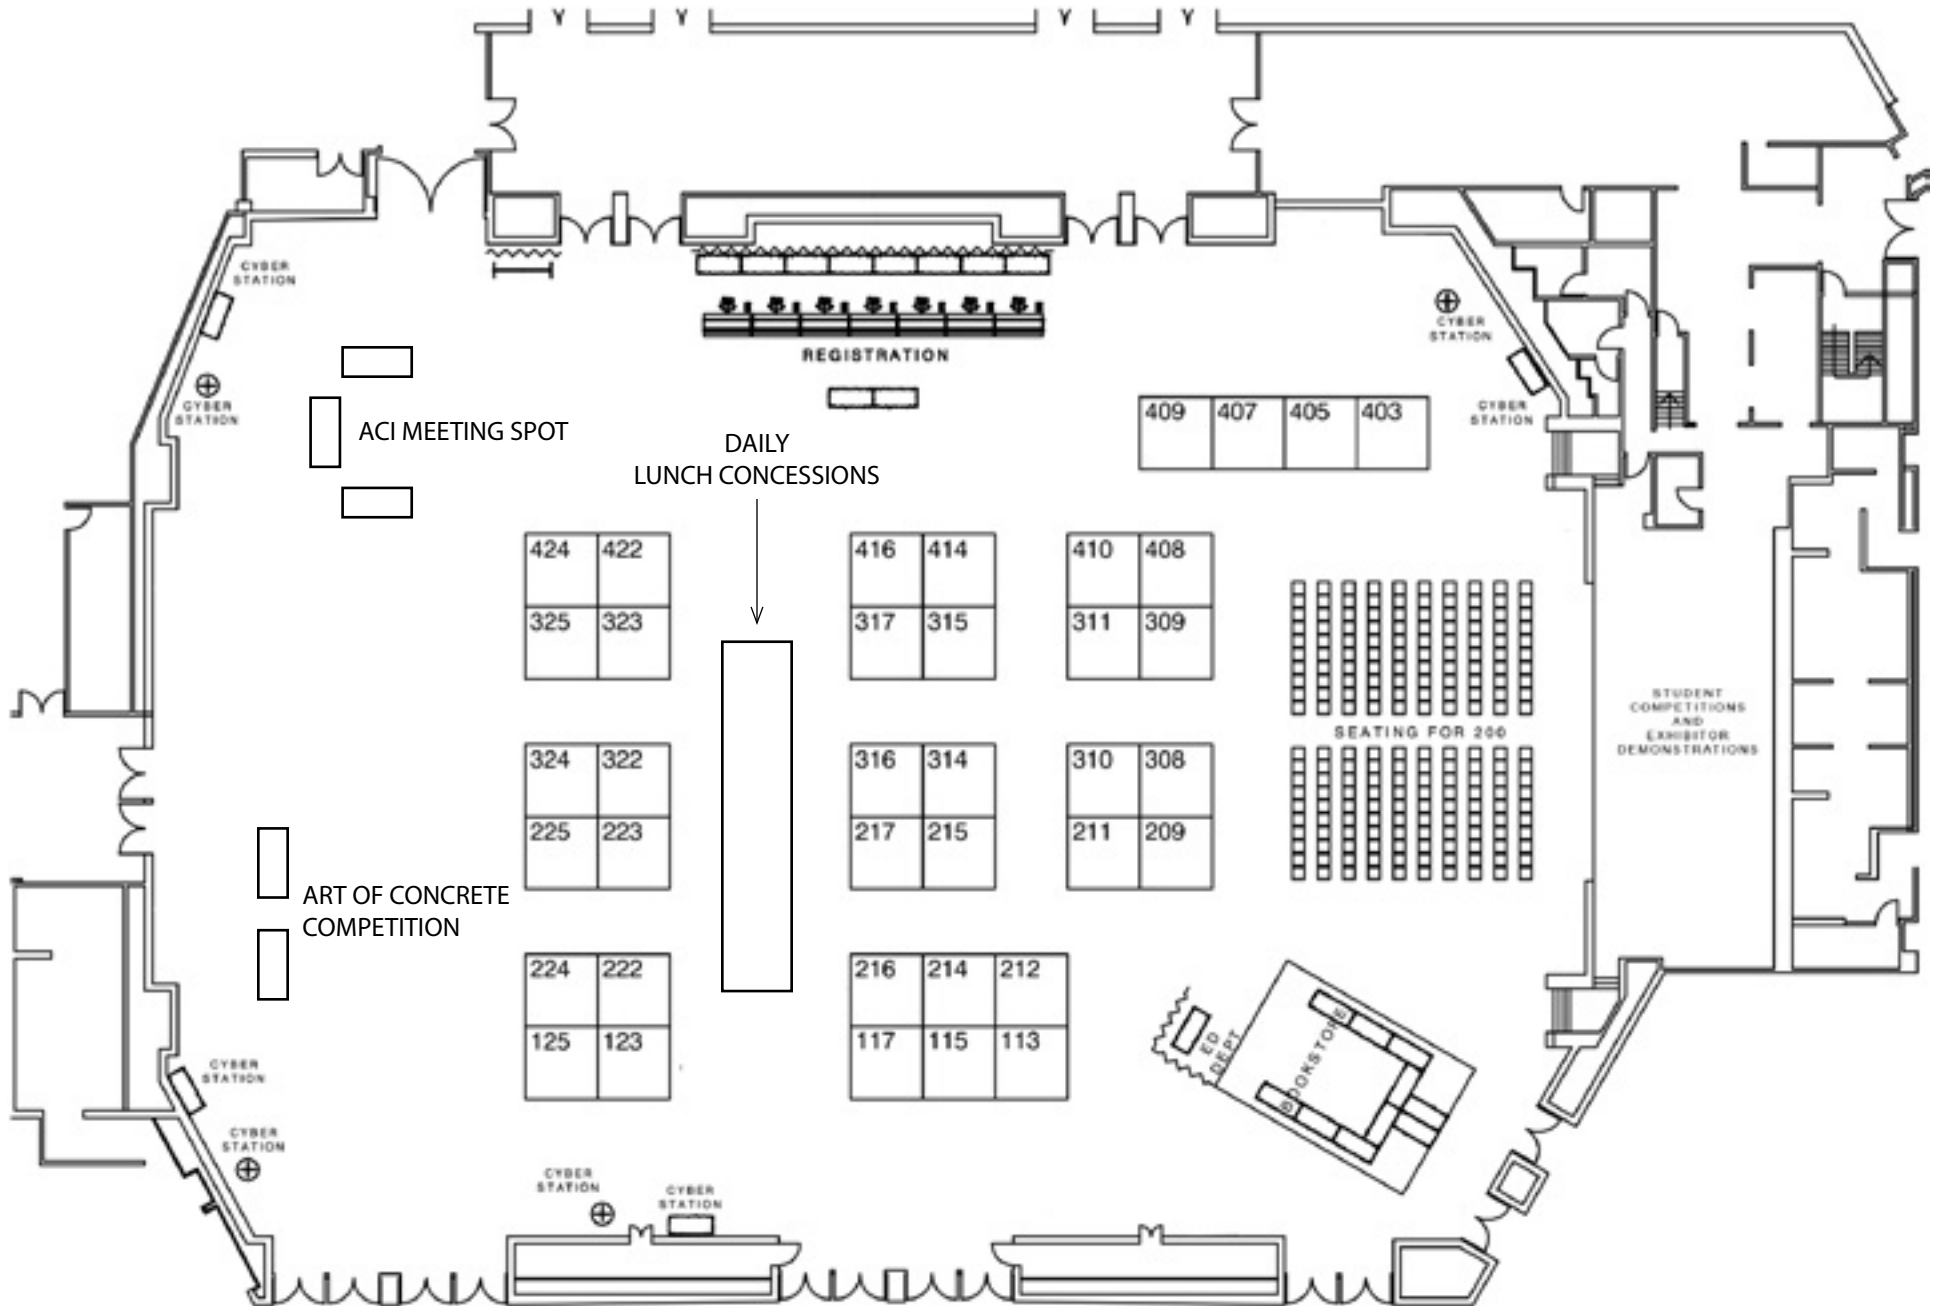 CYBER
STATION
CYBER
STATION
REGISTRATION
CYBER
STATION
CYBER
STATION
ACI MEETING SPOT
DAILY
LUNCH CONCESSIONS
409 407 405 403
424 422
325 323
416 414
317 315
410 408
311 309
SEATING FOR 200
STUDENT
COMPETITIONS
AND
EXHIBITOR
DEMONSTRATIONS
324 322
225 223
316 314
217 215
310 308
211 209
ART OF CONCRETE
COMPETITION
224 222
125 123
216 214 212
117 115 113
ED
DEPT
BOOKSTORE
CYBER
STATION
CYBER
STATION
CYBER
STATION
CYBER
STATION